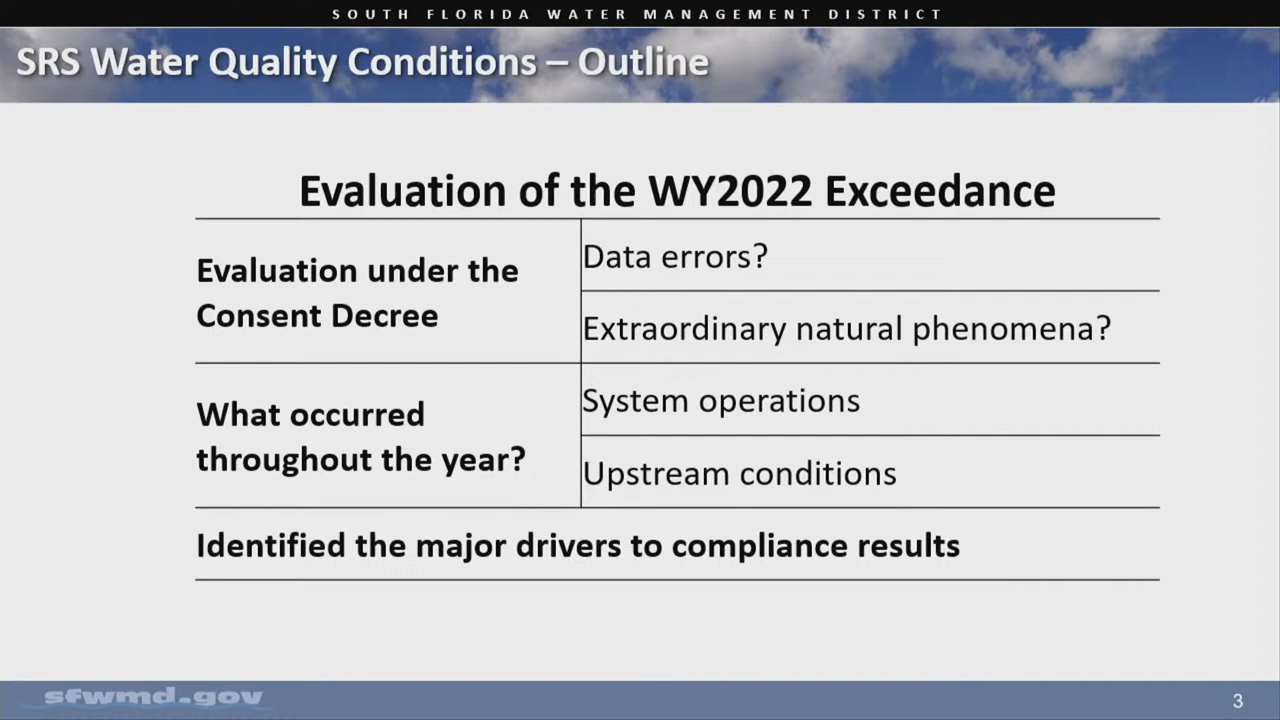 SOUTH FLORIDA WATER MANAGEMENT DISTRICT
SRS Water Quality Conditions – Outline
Evaluation of the WY2022 Exceedance
Evaluation under the
Consent Decree
Data errors?
Extraordinary natural phenomena?
What occurred
throughout the year?
System operations
Upstream conditions
Identified the major drivers to compliance results
sfwmd.gov
3